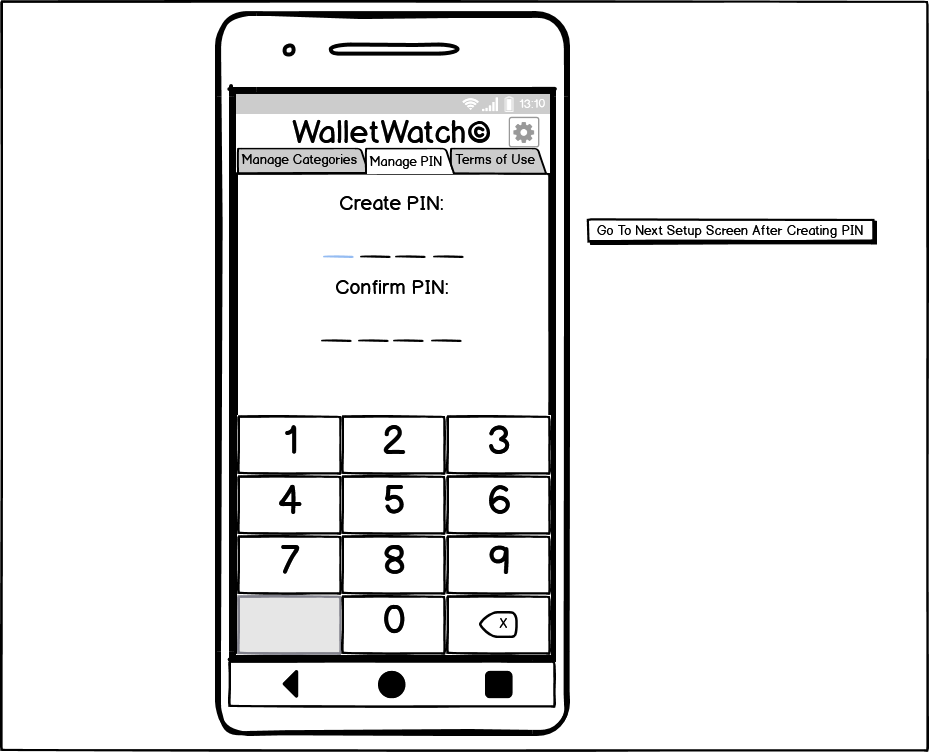 13:10
WalletWatch©
Manage Categories Manage PIN Terms of Use
Create PIN:
Go To Next Setup Screen After Creating PIN
Confirm PIN:
1 2 3
4 5 6
7 8 9
0 X